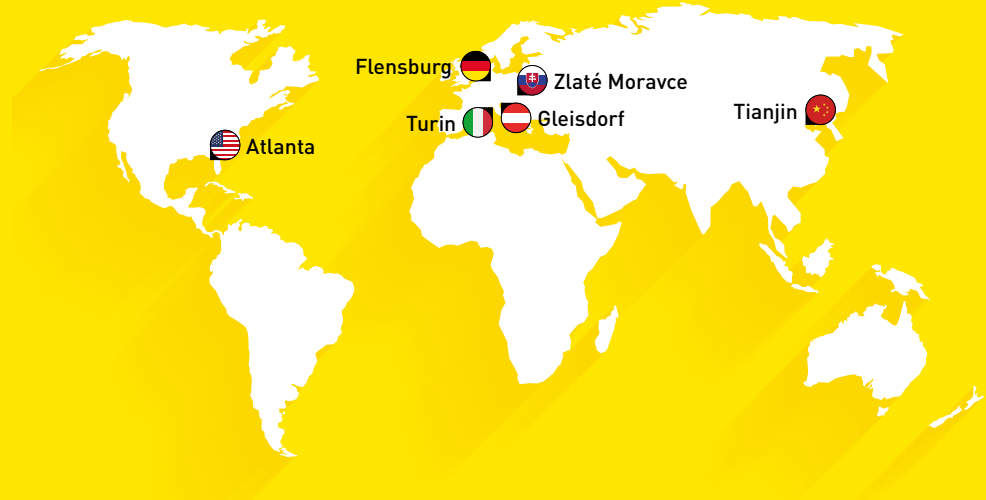 Flensburg
Zlaté Moravce
Tianjin
Turin
Gleisdorf
Atlanta